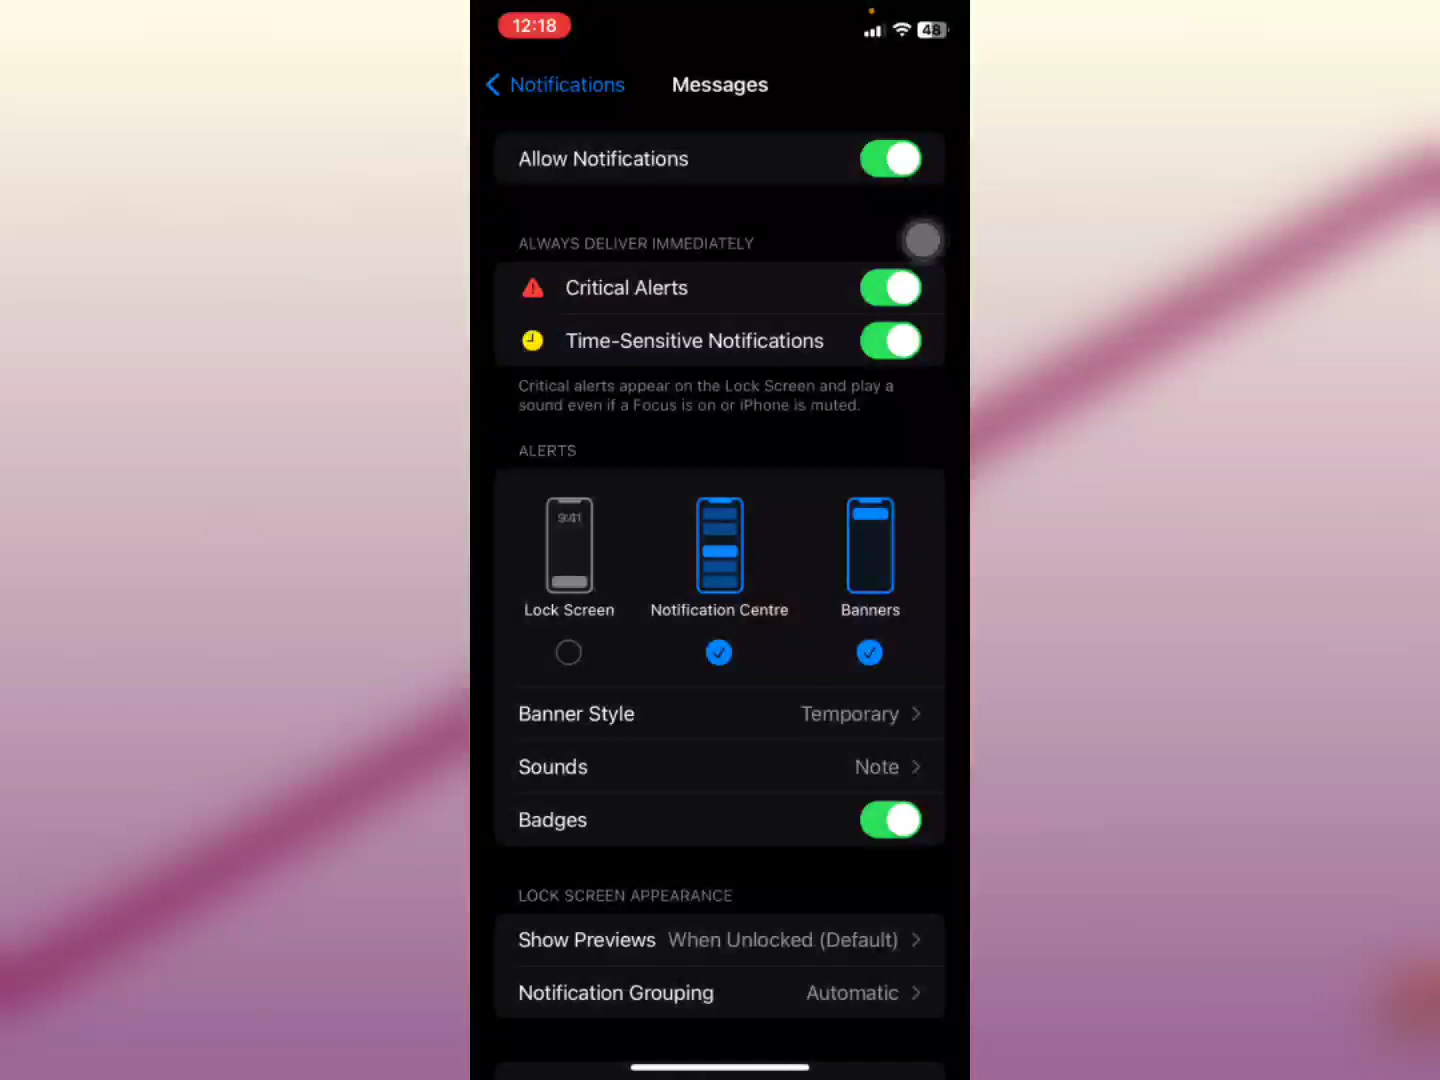 12:18
48
Notifications
Messages
Allow Notifications
ALWAYS DELIVER IMMEDIATELY
Critical Alerts
Time-Sensitive Notifications
Critical alerts appear on the Lock Screen and play a
sound even if a Focus is on or iPhone is muted.
ALERTS
9:41
Lock Screen
Notification Centre
Banners
Banner Style
Temporary
Sounds
Note
Badges
LOCK SCREEN APPEARANCE
Show Previews
When Unlocked (Default)
Notification Grouping
Automatic